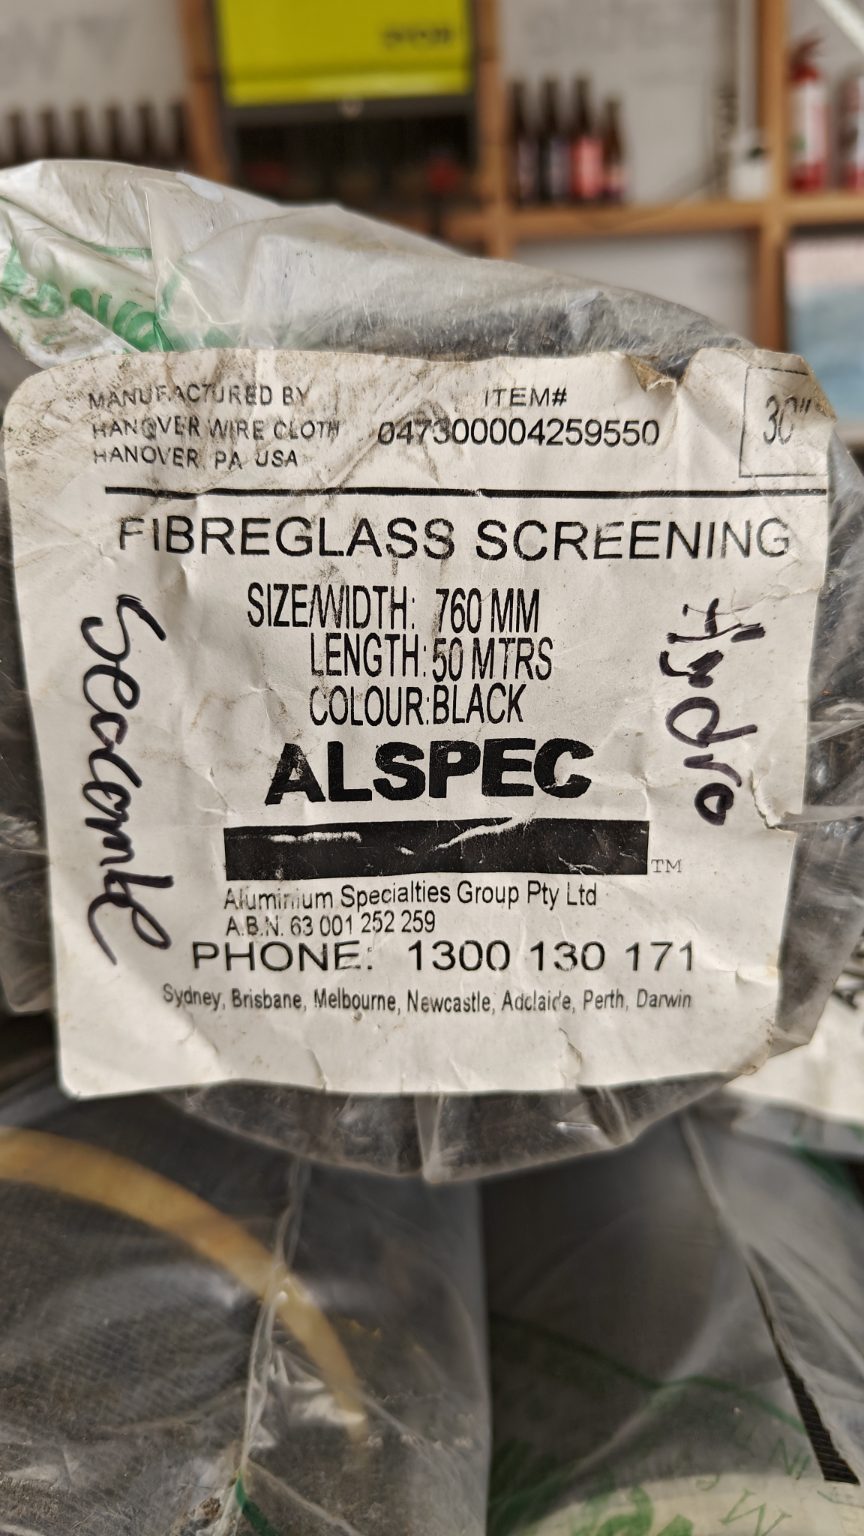 MANUFACTURED BY
HANOVER WIRE CLOTH
HANOVER PA USA
ITEM#
047300004259550
30"
FIBREGLASS SCREENING
SIZE/WIDTH: 760 MM
LENGTH: 50 MTRS
COLOUR: BLACK
ALSPEC
TM
Aluminium Specialties Group Pty Ltd
A.B.N. 63 001 252 259
PHONE: 1300 130 171
Sydney, Brisbane, Melbourne, Newcastle, Adelaide, Perth, Darwin
Hydro